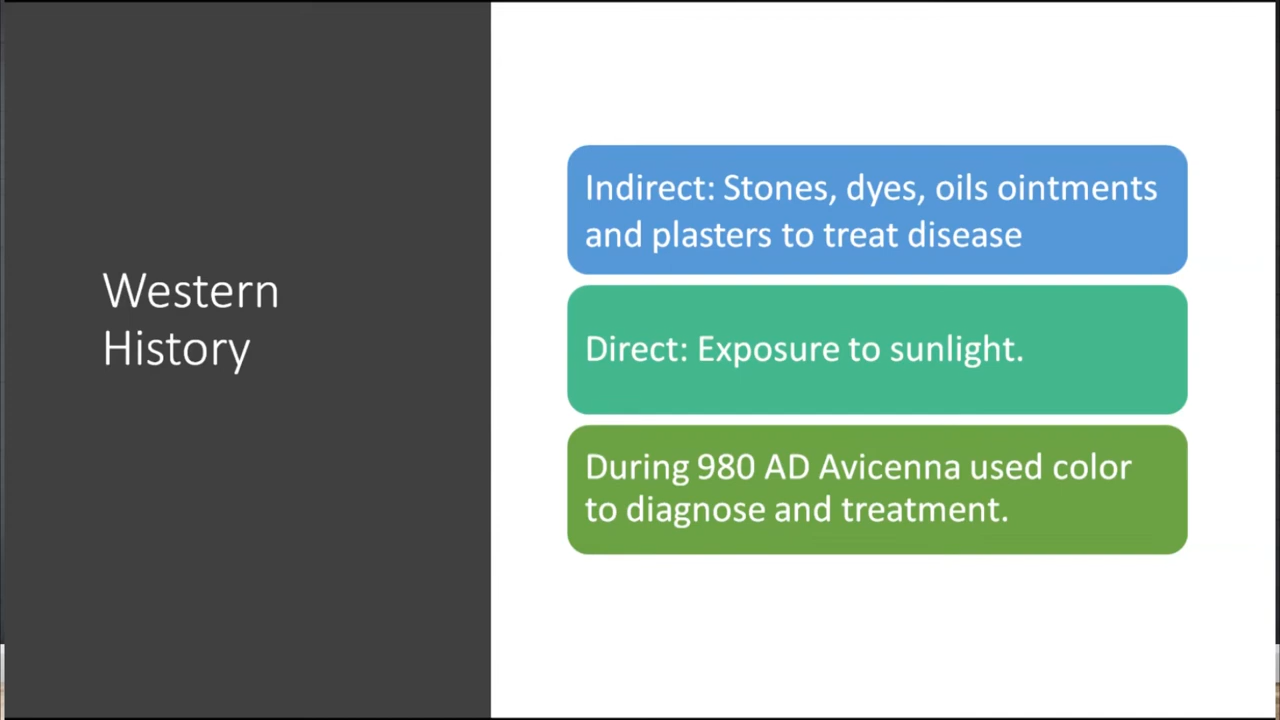 Western
History
Indirect: Stones, dyes, oils ointments
and plasters to treat disease
Direct: Exposure to sunlight.
During 980 AD Avicenna used color
to diagnose and treatment.